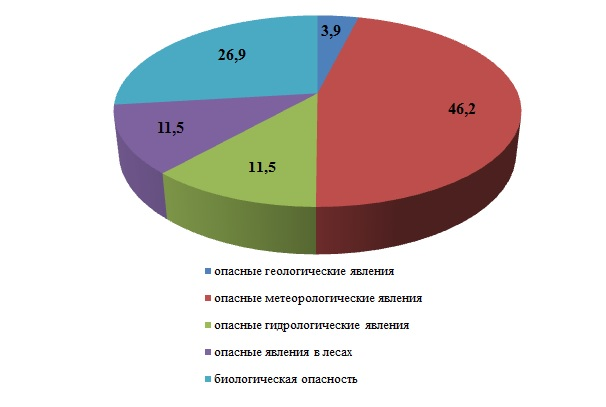 3,9
26,9
46,2
11,5
11,5
опасные геологические явления
опасные метеорологические явления
опасные гидрологические явления
опасные явления в лесах
биологическая опасность